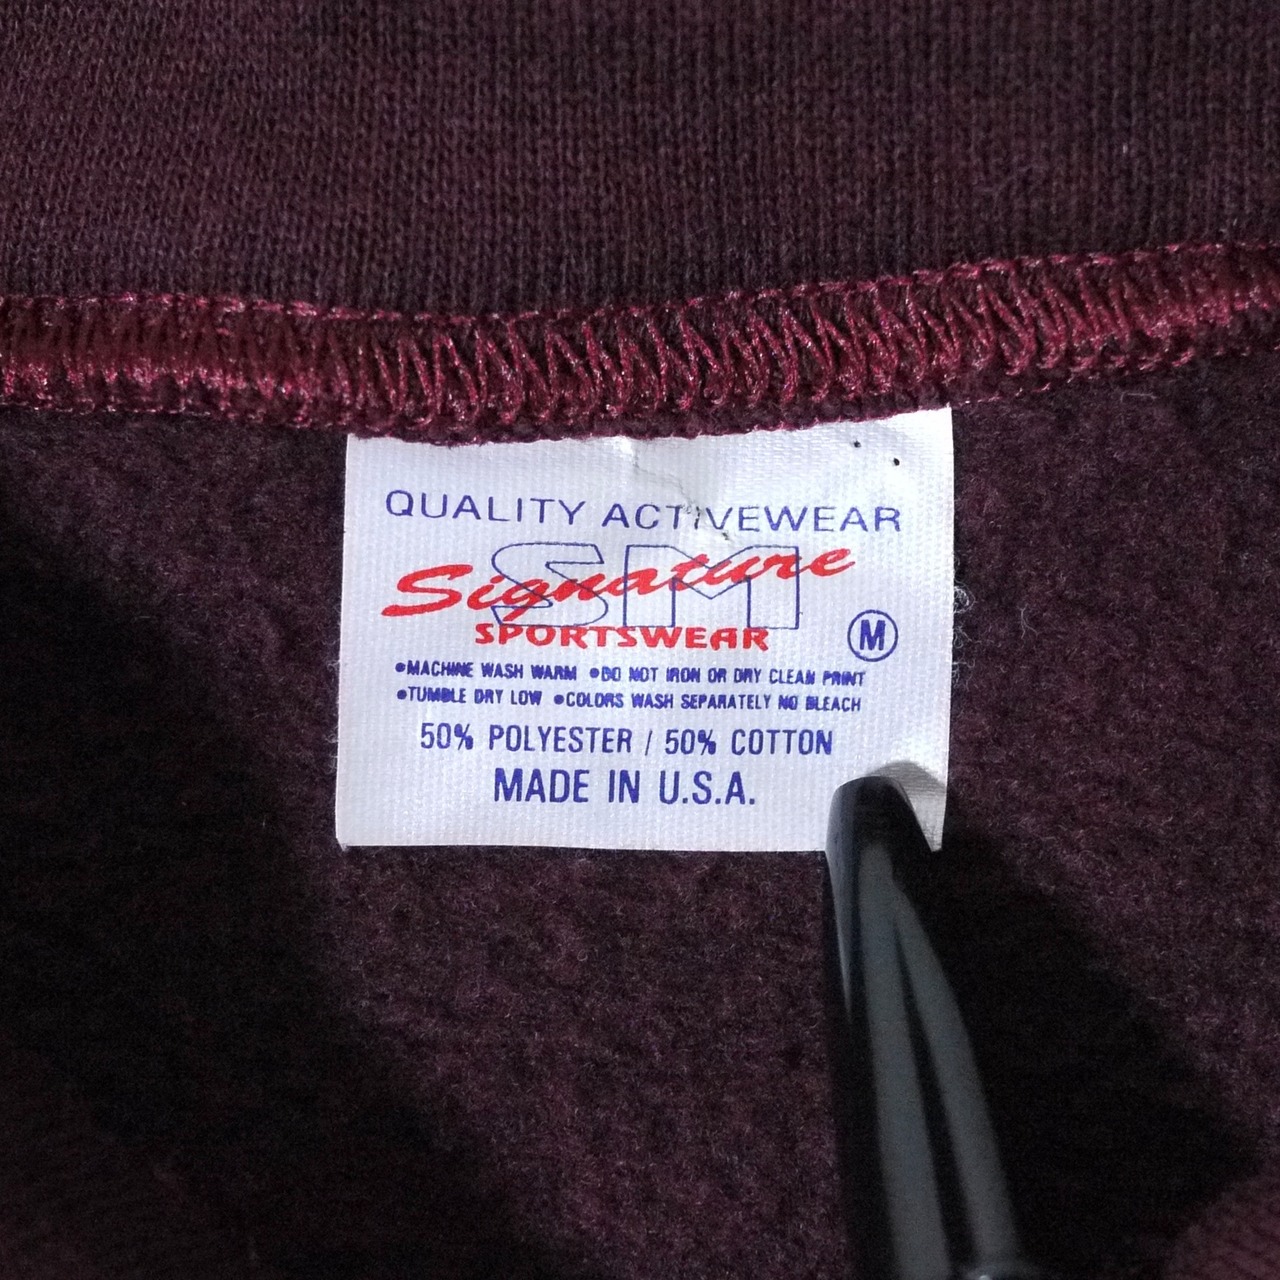 QUALITY ACTIVEWEAR
SM
Signature
SPORTSWEAR
M
•MACHINE WASH WARM •DO NOT IRON OR DRY CLEAN PRINT
•TUMBLE DRY LOW •COLORS WASH SEPARATELY NO BLEACH
50% POLYESTER / 50% COTTON
MADE IN U.S.A.